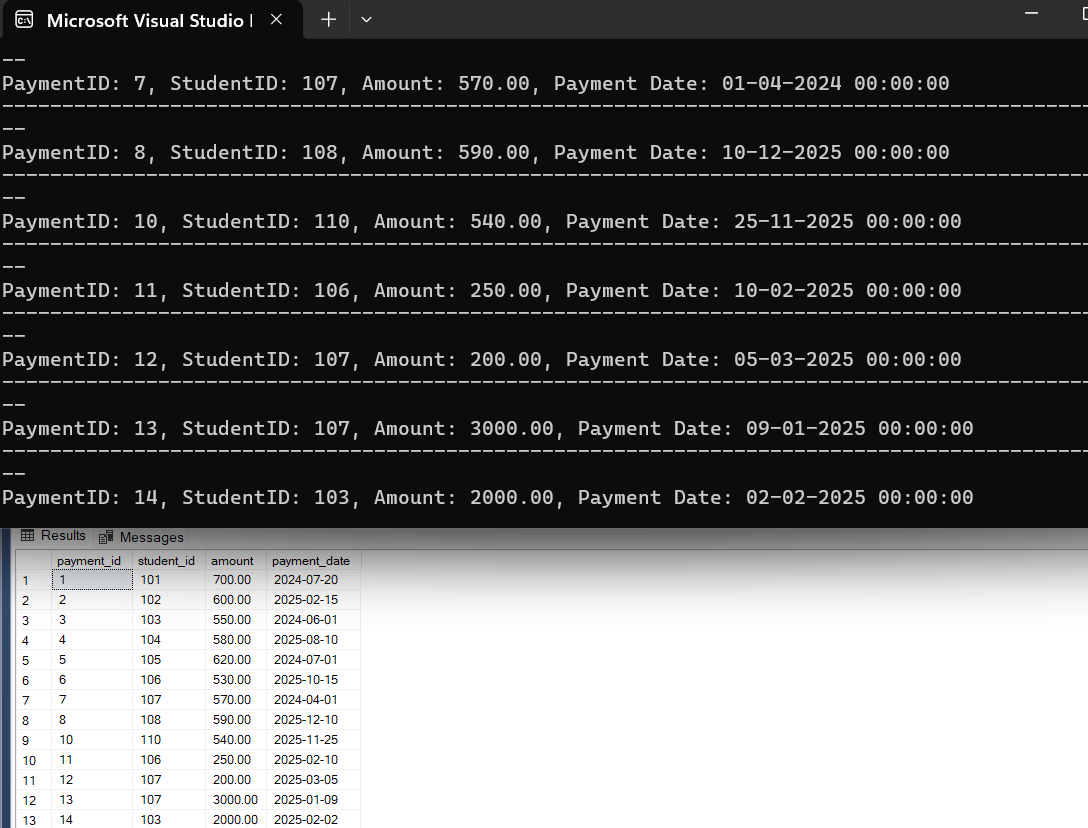 Microsoft Visual Studio
--
PaymentID: 7, StudentID: 107, Amount: 570.00, Payment Date: 01-04-2024 00:00:00
-------------------------------------------------------------------------------------------
--
PaymentID: 8, StudentID: 108, Amount: 590.00, Payment Date: 10-12-2025 00:00:00
-------------------------------------------------------------------------------------------
--
PaymentID: 10, StudentID: 110, Amount: 540.00, Payment Date: 25-11-2025 00:00:00
-------------------------------------------------------------------------------------------
--
PaymentID: 11, StudentID: 106, Amount: 250.00, Payment Date: 10-02-2025 00:00:00
-------------------------------------------------------------------------------------------
--
PaymentID: 12, StudentID: 107, Amount: 200.00, Payment Date: 05-03-2025 00:00:00
-------------------------------------------------------------------------------------------
--
PaymentID: 13, StudentID: 107, Amount: 3000.00, Payment Date: 09-01-2025 00:00:00
-------------------------------------------------------------------------------------------
--
PaymentID: 14, StudentID: 103, Amount: 2000.00, Payment Date: 02-02-2025 00:00:00
Results Messages
payment_id student_id amount payment_date
1 1 101 700.00 2024-07-20
2 2 102 600.00 2025-02-15
3 3 103 550.00 2024-06-01
4 4 104 580.00 2025-08-10
5 5 105 620.00 2024-07-01
6 6 106 530.00 2025-10-15
7 7 107 570.00 2024-04-01
8 8 108 590.00 2025-12-10
9 10 110 540.00 2025-11-25
10 11 106 250.00 2025-02-10
11 12 107 200.00 2025-03-05
12 13 107 3000.00 2025-01-09
13 14 103 2000.00 2025-02-02